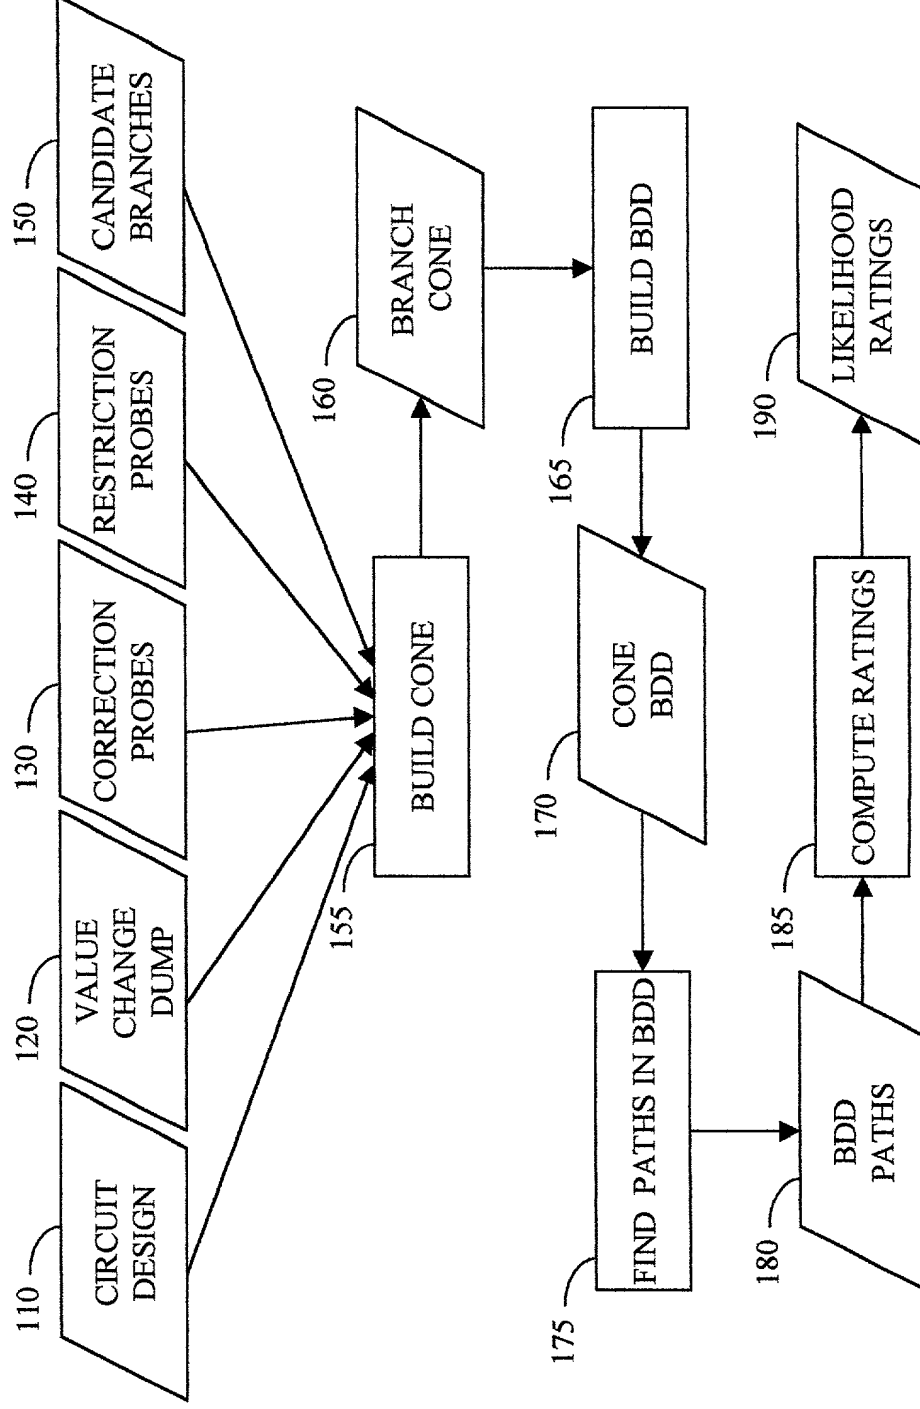 110
CIRCUIT
DESIGN
120
VALUE
CHANGE
DUMP
130
CORRECTION
PROBES
140
RESTRICTION
PROBES
150
CANDIDATE
BRANCHES
155
BUILD CONE
160
BRANCH
CONE
165
BUILD BDD
170
CONE
BDD
175
FIND PATHS IN BDD
180
BDD
PATHS
185
COMPUTE RATINGS
190
LIKELIHOOD
RATINGS